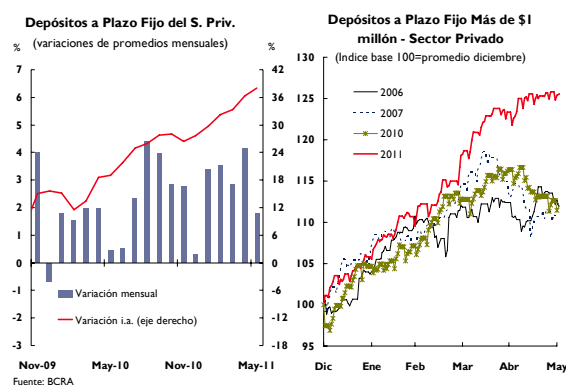 Depósitos a Plazo Fijo del S. Priv.
(variaciones de promedios mensuales)
%
%
7
6
5
4
3
2
1
0
-1
-2
-3
42
36
30
24
18
12
6
0
-6
-12
-18
Variación mensual
Variación i.a. (eje derecho)
Nov-09
May-10
Nov-10
May-11
Fuente: BCRA
Depósitos a Plazo Fijo Más de $1
millón - Sector Privado
(Indice base 100=promedio diciembre)
130
125
120
115
110
105
100
95
2006
2007
2010
2011
Dic
Ene
Feb
Mar
Abr
May